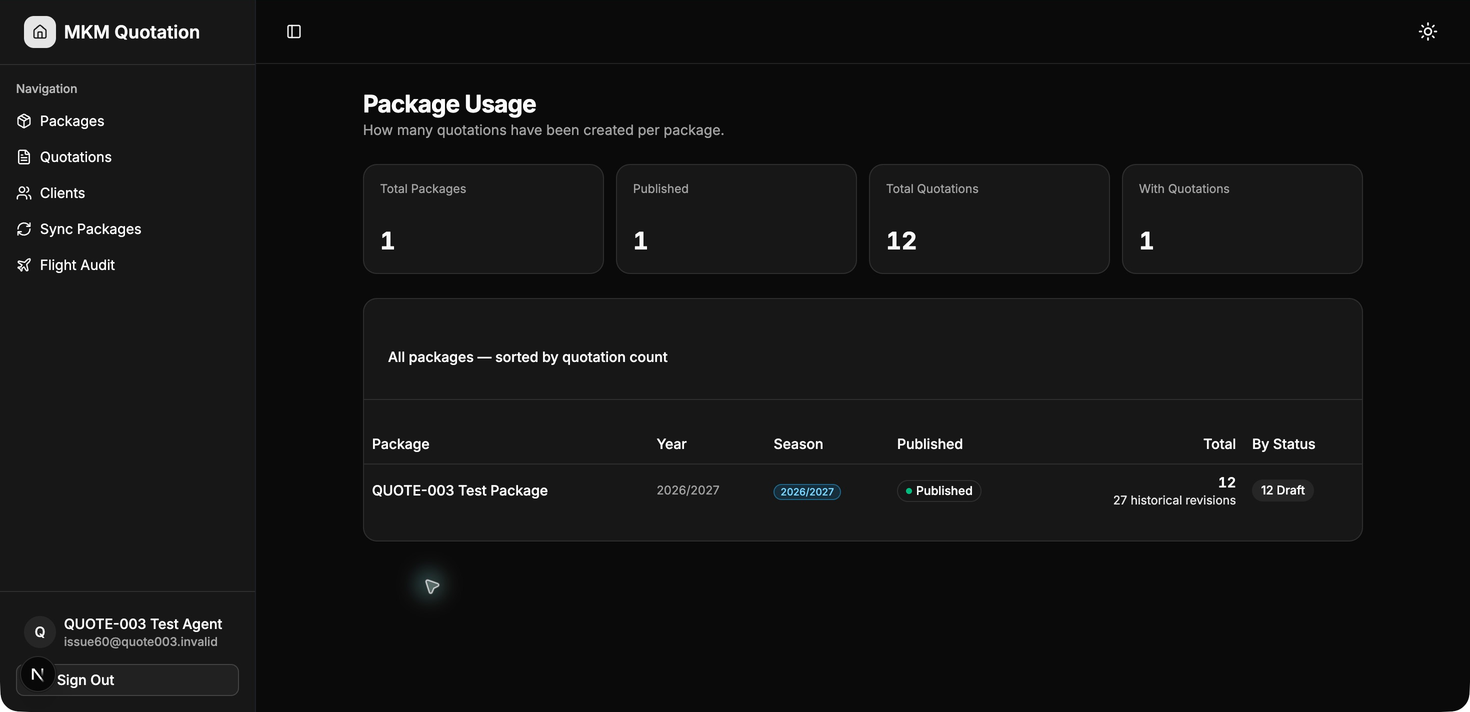 MKM Quotation
Navigation
Packages
Quotations
Clients
Sync Packages
Flight Audit
QUOTE-003 Test Agent
Q
issue60@quote003.invalid
N
Sign Out
Package Usage
How many quotations have been created per package.
Total Packages
1
Published
1
Total Quotations
12
With Quotations
1
All packages — sorted by quotation count
Package Year Season Published Total By Status
QUOTE-003 Test Package 2026/2027 2026/2027 Published 12 12 Draft
27 historical revisions